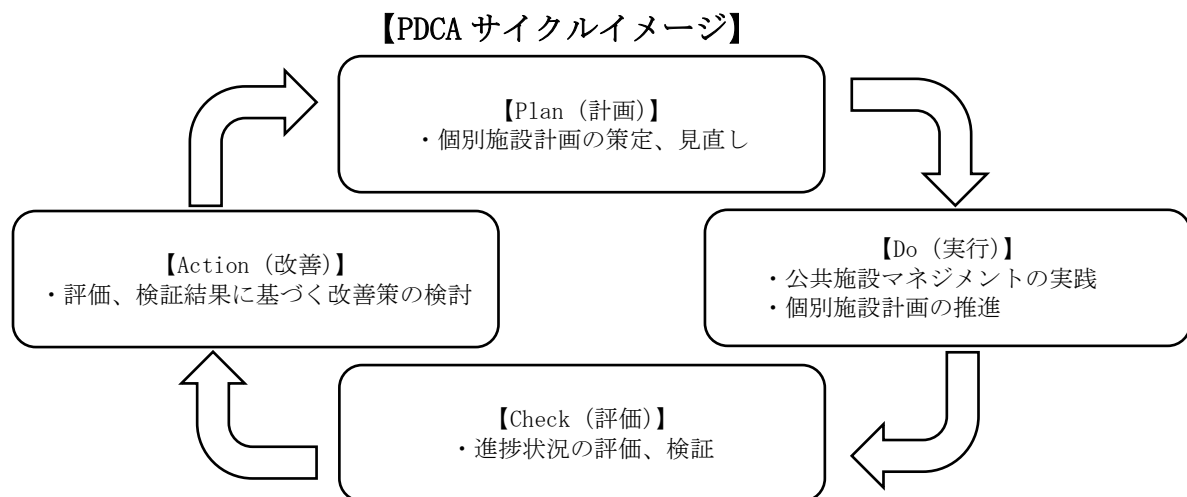 【PDCA サイクルイメージ】
【Plan（計画）】
・個別施設計画の策定、見直し
【Do（実行）】
・公共施設マネジメントの実践
・個別施設計画の推進
【Check（評価）】
・進捗状況の評価、検証
【Action（改善）】
・評価、検証結果に基づく改善策の検討